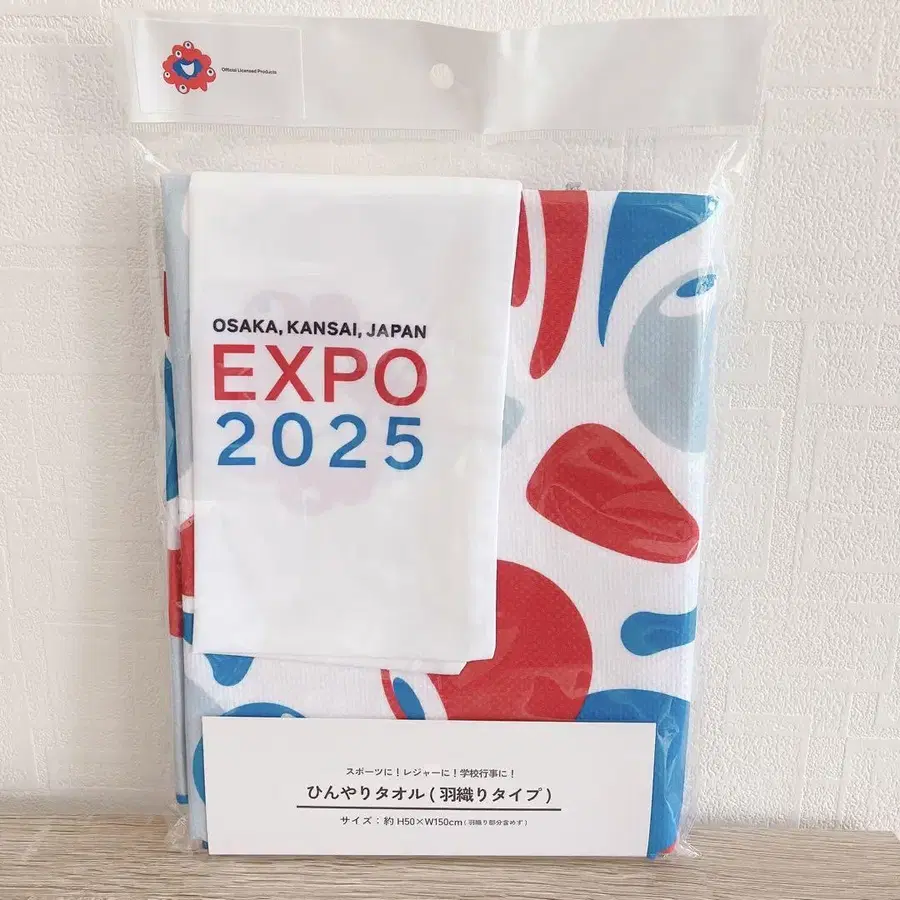 Official Licensed Products
OSAKA, KANSAI, JAPAN
EXPO
2025
スポーツに！レジャーに！学校行事に！
ひんやりタオル ( 羽織りタイプ )
サイズ：約 H50×W150cm ( 羽織り部分含めず )